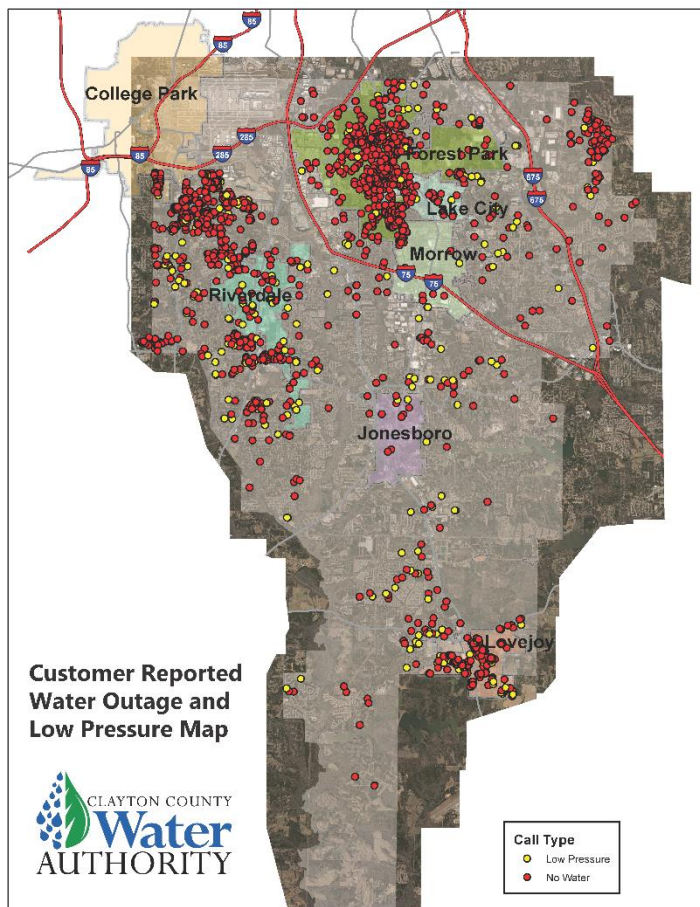 85
85
College Park
285
85
285
85
Forest Park
675
675
Lake City
Morrow
75
75
Riverdale
Jonesboro
Lovejoy
Customer Reported
Water Outage and
Low Pressure Map
CLAYTON COUNTY
Water
AUTHORITY
Call Type
Low Pressure
No Water